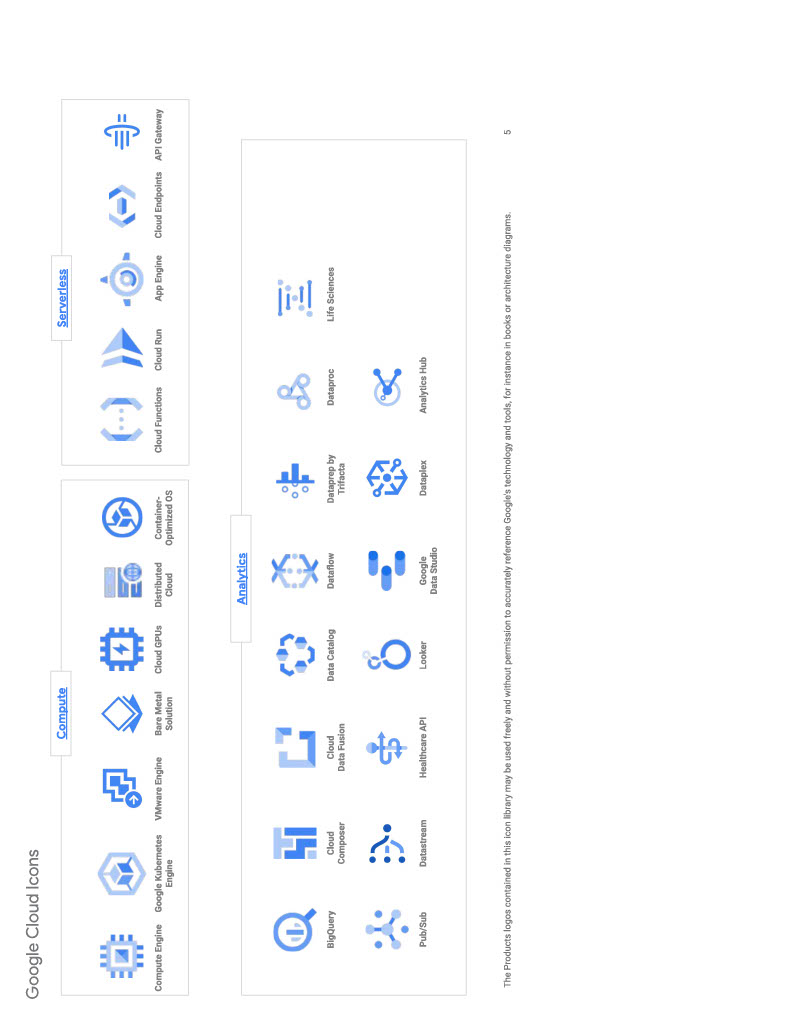 Google Cloud Icons
Compute
Serverless
Compute Engine
Google Kubernetes
Engine
VMware Engine
Bare Metal
Solution
Cloud GPUs
Distributed
Cloud
Container-
Optimized OS
Cloud Functions
Cloud Run
App Engine
Cloud Endpoints
API Gateway
Analytics
BigQuery
Cloud
Composer
Cloud
Data Fusion
Data Catalog
Dataflow
Dataprep by
Trifacta
Dataproc
Life Sciences
Pub/Sub
Datastream
Healthcare API
Looker
Google
Data Studio
Dataplex
Analytics Hub
The Products logos contained in this icon library may be used freely and without permission to accurately reference Google's technology and tools, for instance in books or architecture diagrams.
5